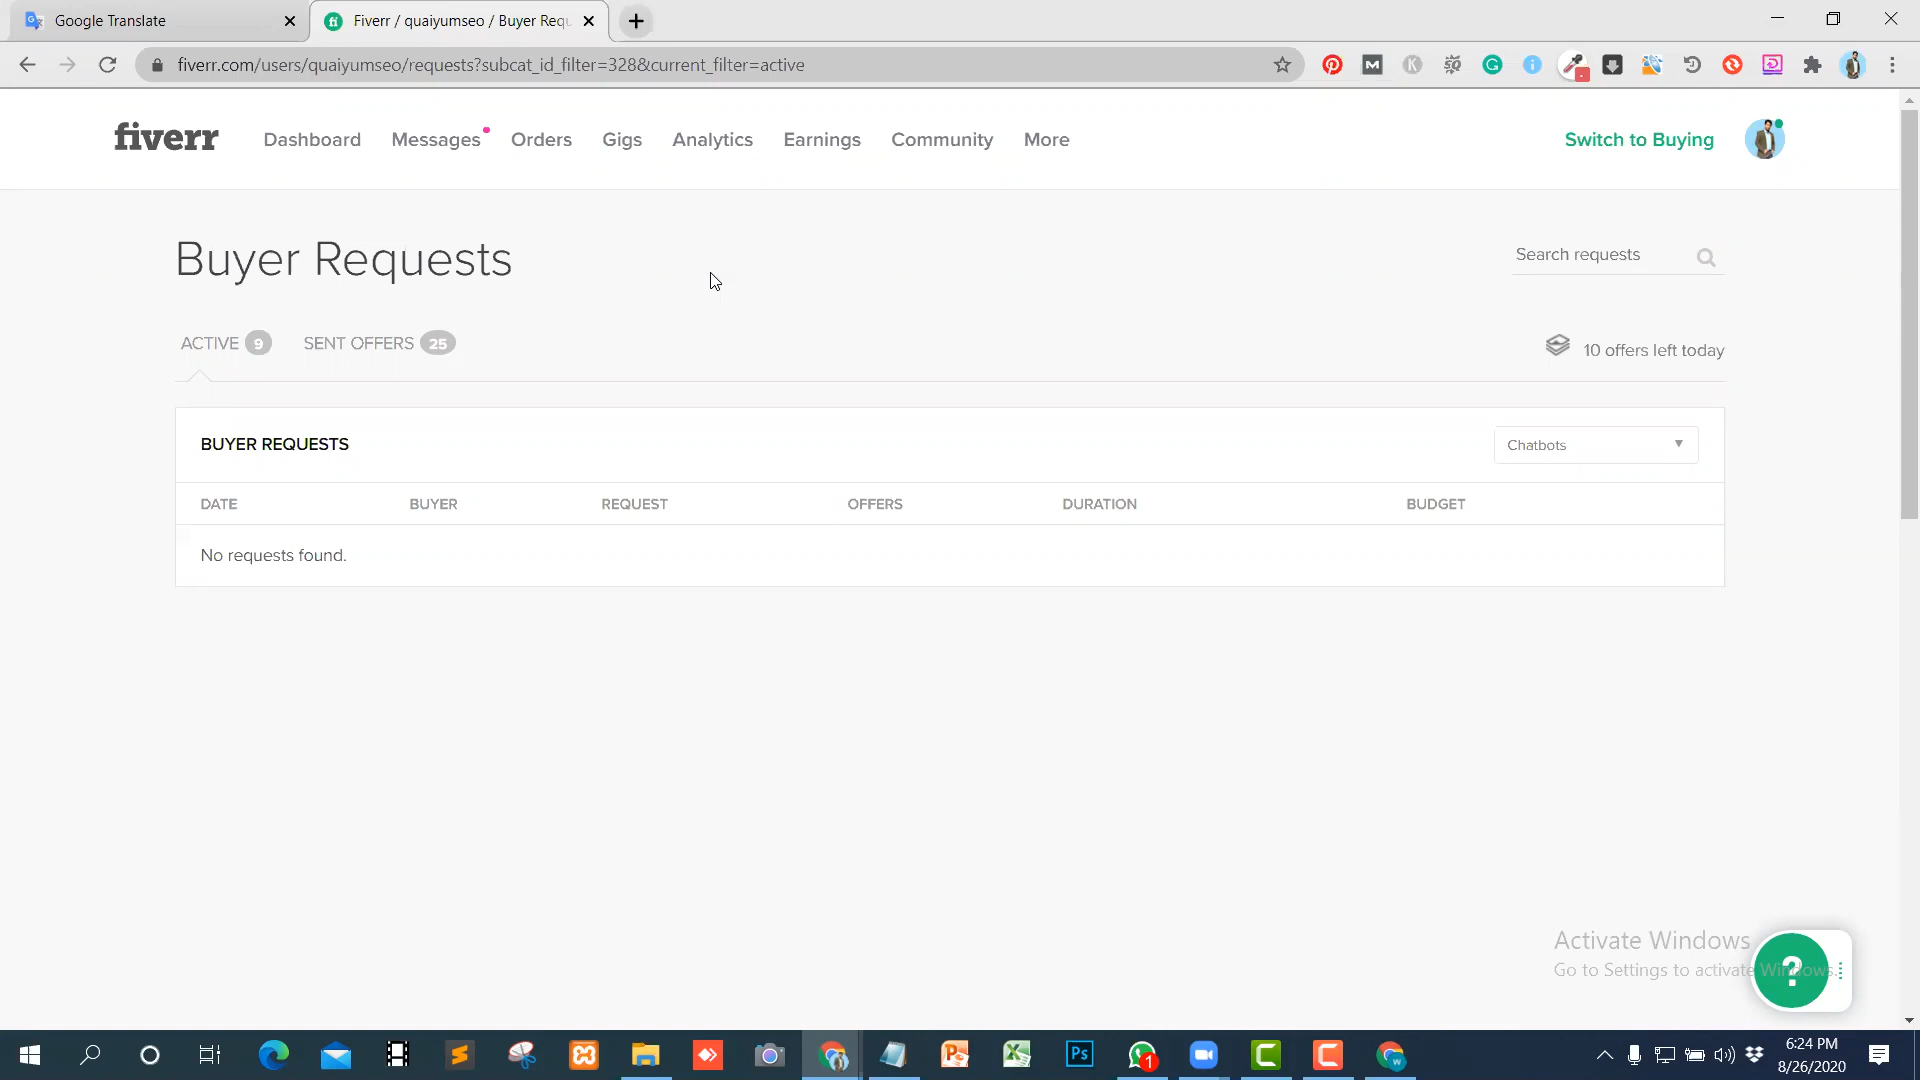 Google Translate
Fiverr / quaiyumseo / Buyer Req
fiverr.com/users/quaiyumseo/requests?subcat_id_filter=328&current_filter=active
fiverr Dashboard Messages Orders Gigs Analytics Earnings Community More Switch to Buying
Buyer Requests
Search requests
ACTIVE 9 SENT OFFERS 25
10 offers left today
BUYER REQUESTS
Chatbots
DATE BUYER REQUEST OFFERS DURATION BUDGET
No requests found.
Activate Windows
Go to Settings to activate Windows.
?
6:24 PM
8/26/2020